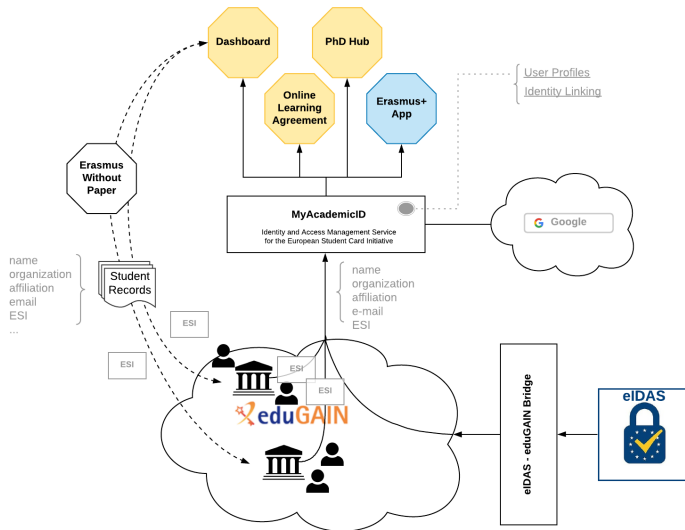 Dashboard
PhD Hub
User Profiles
Identity Linking
Online
Learning
Agreement
Erasmus+
App
Erasmus
Without
Paper
MyAcademicID
Identity and Access Management Service
for the European Student Card Initiative
Google
name
organization
affiliation
email
ESI
...
Student
Records
name
organization
affiliation
e-mail
ESI
ESI
ESI
ESI
ESI
eduGAIN
eIDAS - eduGAIN Bridge
eIDAS